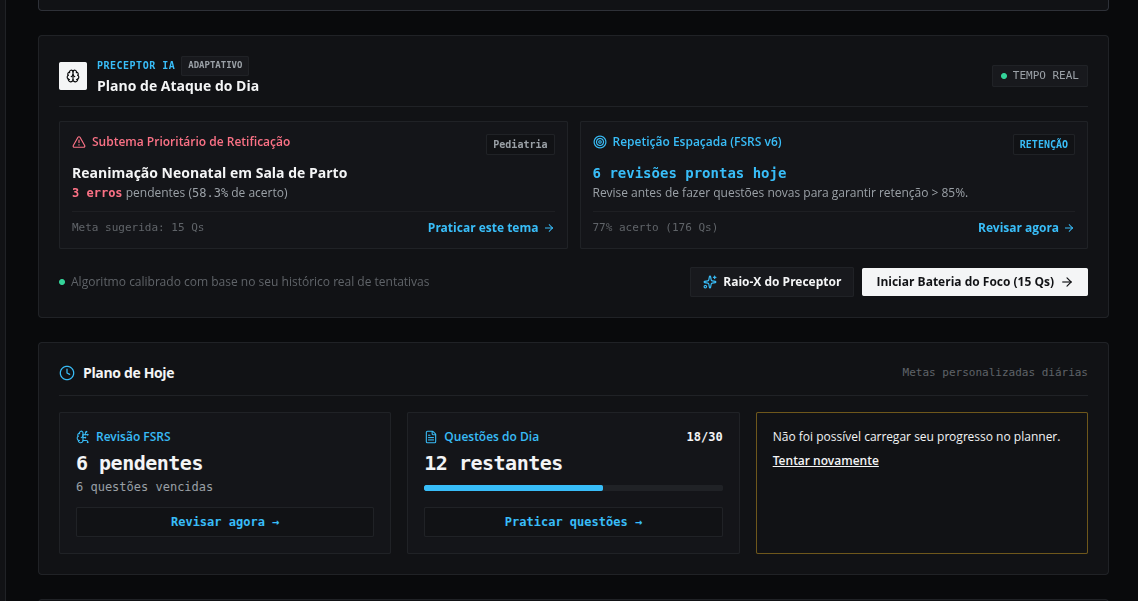 PRECEPTOR IA ADAPTATIVO
Plano de Ataque do Dia
TEMPO REAL
Subtema Prioritário de Retificação
Pediatria
Reanimação Neonatal em Sala de Parto
3 erros pendentes (58.3% de acerto)
Meta sugerida: 15 Qs
Praticar este tema →
Repetição Espaçada (FSRS v6)
RETENÇÃO
6 revisões prontas hoje
Revise antes de fazer questões novas para garantir retenção > 85%.
77% acerto (176 Qs)
Revisar agora →
Algoritmo calibrado com base no seu histórico real de tentativas
Raio-X do Preceptor
Iniciar Bateria do Foco (15 Qs) →
Plano de Hoje
Metas personalizadas diárias
Revisão FSRS
6 pendentes
6 questões vencidas
Revisar agora →
Questões do Dia
18/30
12 restantes
Praticar questões →
Não foi possível carregar seu progresso no planner.
Tentar novamente